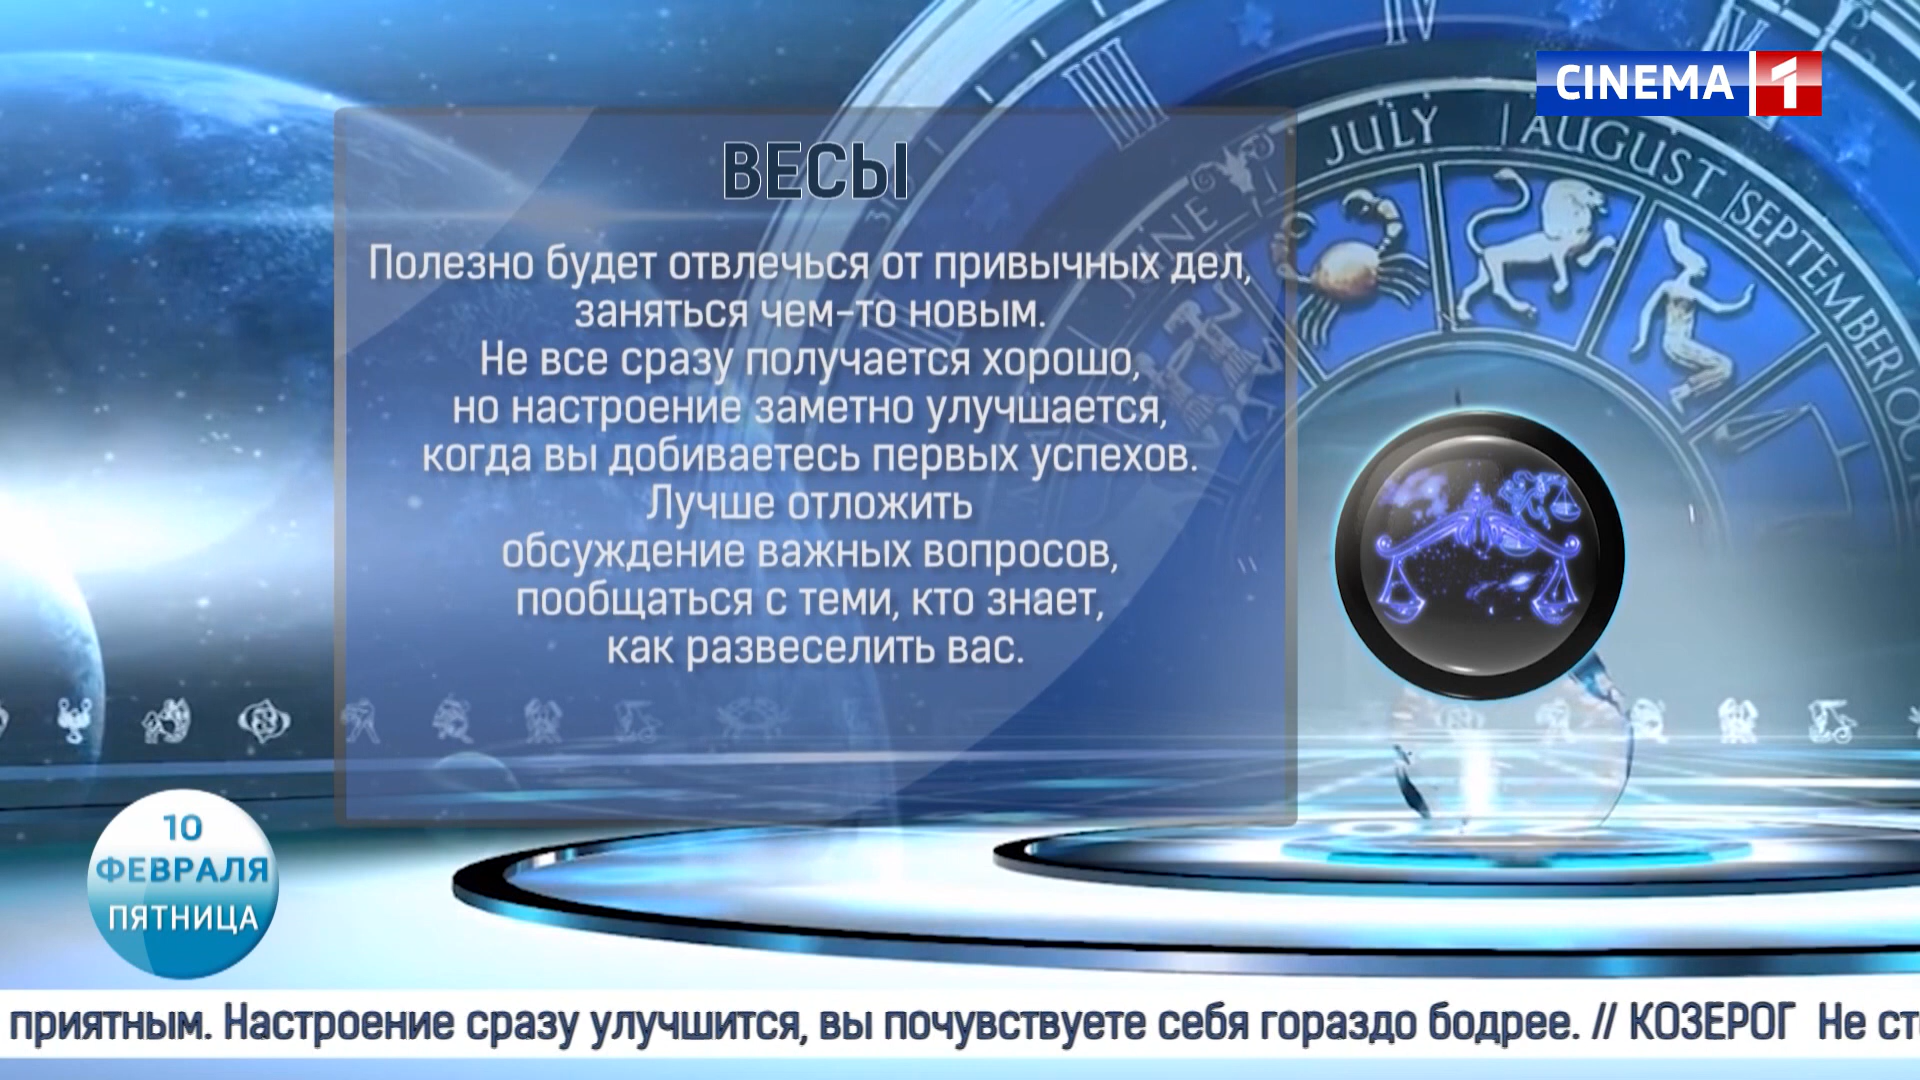 CINEMA 1
IV
III
JULY
AUGUST
SEPTEMBER
JUNE
ВЕСЫ
Полезно будет отвлечься от привычных дел,
заняться чем-то новым.
Не все сразу получается хорошо,
но настроение заметно улучшается,
когда вы добиваетесь первых успехов.
Лучше отложить
обсуждение важных вопросов,
пообщаться с теми, кто знает,
как развеселить вас.
10
ФЕВРАЛЯ
ПЯТНИЦА
приятным. Настроение сразу улучшится, вы почувствуете себя гораздо бодрее. // КОЗЕРОГ Не ст